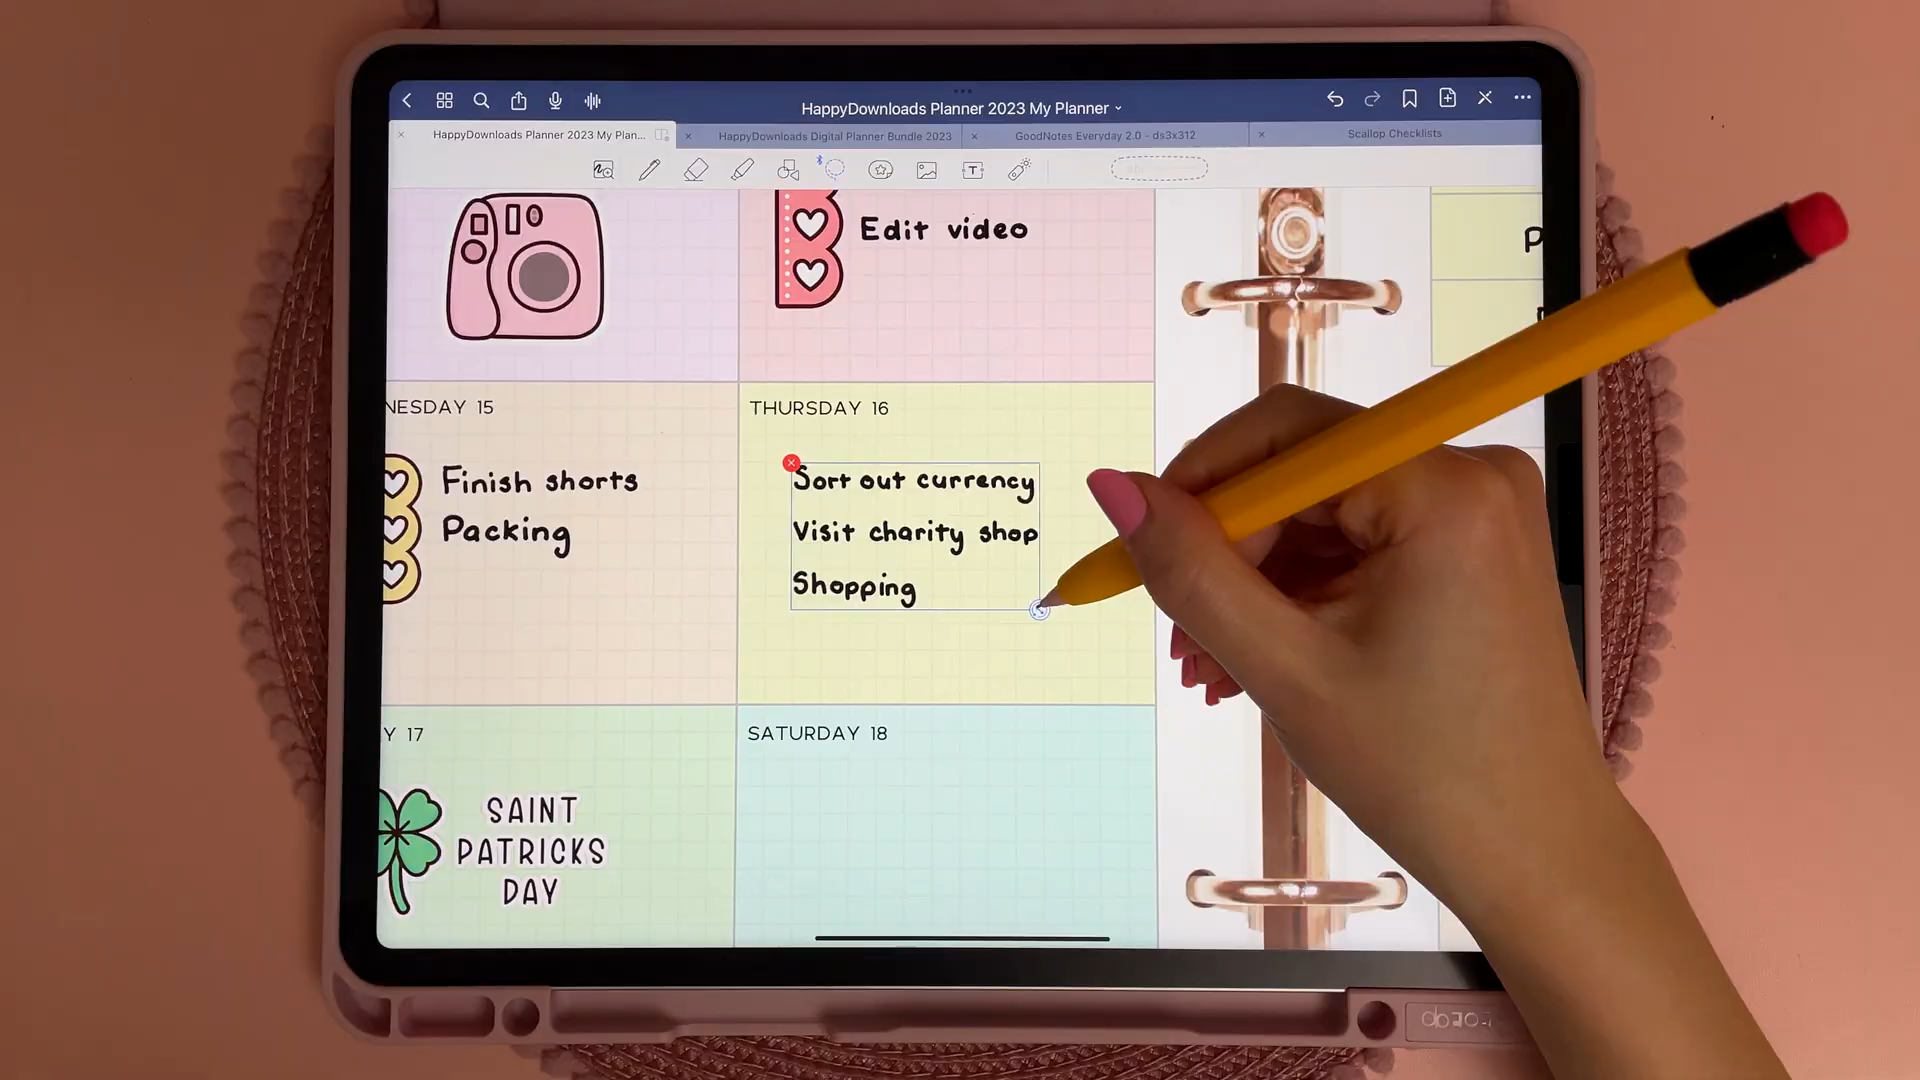 HappyDownloads Planner 2023 My Planner
HappyDownloads Planner 2023 My Plan...
HappyDownloads Digital Planner Bundle 2023
GoodNotes Everyday 2.0 - ds3x312
Scallop Checklists
T
Edit video
P
NESDAY 15
Finish shorts
Packing
THURSDAY 16
Sort out currency
Visit charity shop
Shopping
Y 17
SAINT
PATRICKS
DAY
SATURDAY 18